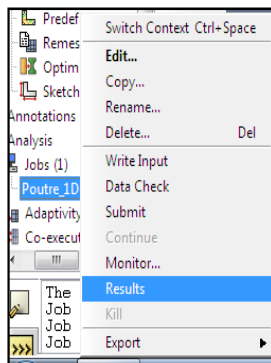 Predef
Remes
Optim
Sketch
Annotations
Analysis
Jobs (1)
Poutre_1D
Adaptivity
Co-execut
Switch Context Ctrl+Space
Edit...
Copy...
Rename...
Delete... Del
Write Input
Data Check
Submit
Continue
Monitor...
Results
Kill
Export
The
Job
Job
Job